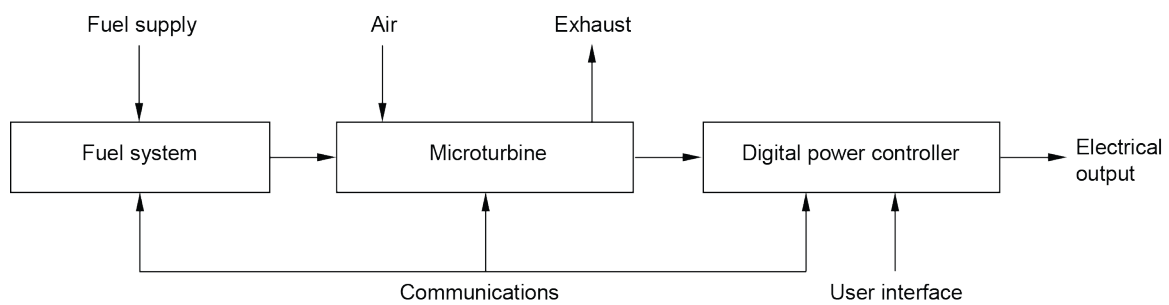 Fuel supply
Air
Exhaust
Fuel system
Microturbine
Digital power controller
Electrical
output
Communications
User interface